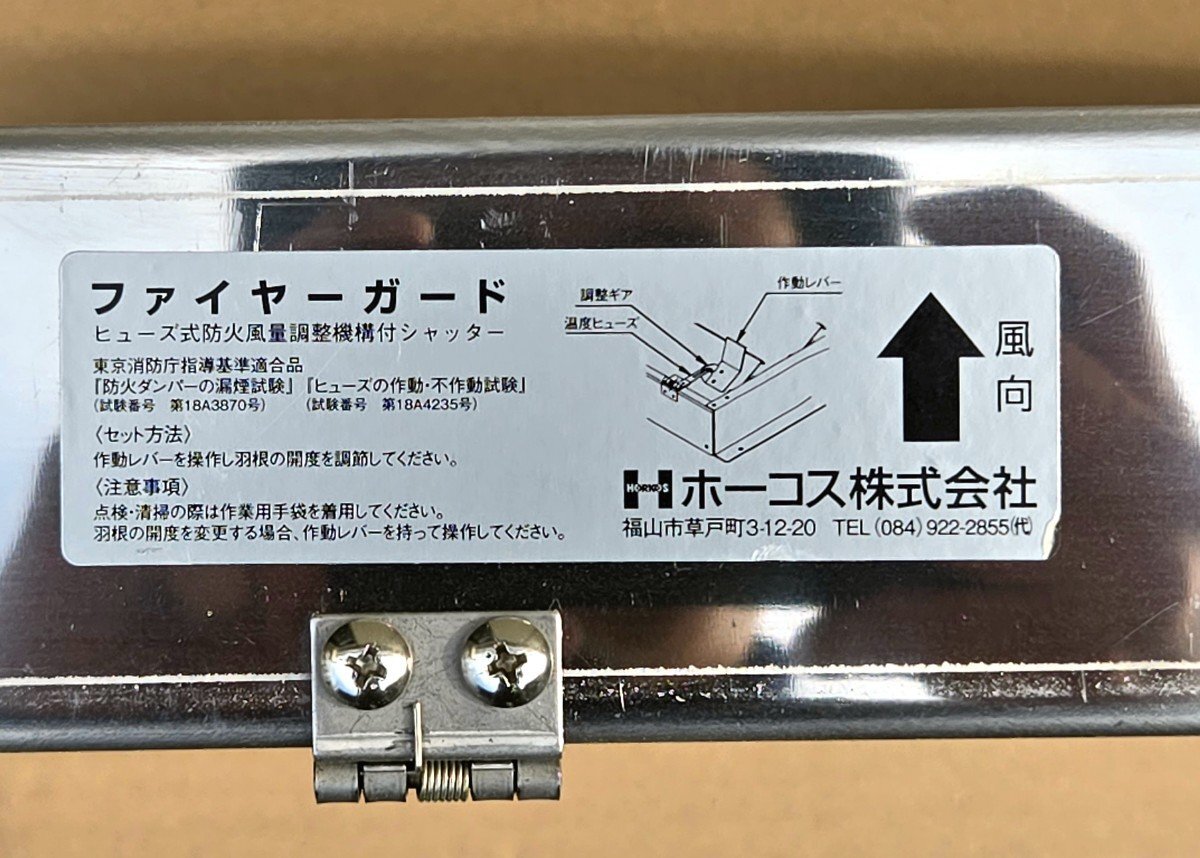 ファイヤーガード
ヒューズ式防火風量調整機構付シャッター
東京消防庁指導基準適合品
『防火ダンパーの漏煙試験』『ヒューズの作動・不作動試験』
(試験番号 第18A3870号) (試験番号 第18A4235号)
〈セット方法〉
作動レバーを操作し羽根の開度を調節してください。
〈注意事項〉
点検・清掃の際は作業用手袋を着用してください。
羽根の開度を変更する場合、作動レバーを持って操作してください。
作動レバー
調整ギア
温度ヒューズ
風向
HORKOS ホーコス株式会社
福山市草戸町3-12-20 TEL(084)922-2855㈹